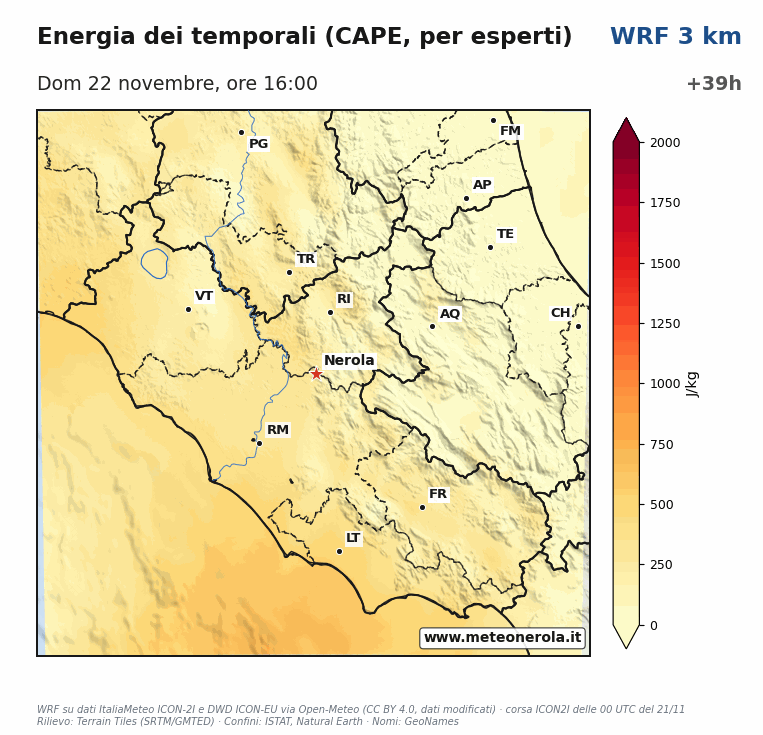 Energia dei temporali (CAPE, per esperti)
WRF 3 km
Dom 22 novembre, ore 16:00
+39h
FM
PG
AP
TE
TR
VT
RI
AQ
CH
Nerola
RM
FR
LT
www.meteonerola.it
2000
1750
1500
1250
1000
750
500
250
0
J/kg
WRF su dati ItaliaMeteo ICON-2I e DWD ICON-EU via Open-Meteo (CC BY 4.0, dati modificati) · corsa ICON2I delle 00 UTC del 21/11
Rilievo: Terrain Tiles (SRTM/GMTED) · Confini: ISTAT, Natural Earth · Nomi: GeoNames